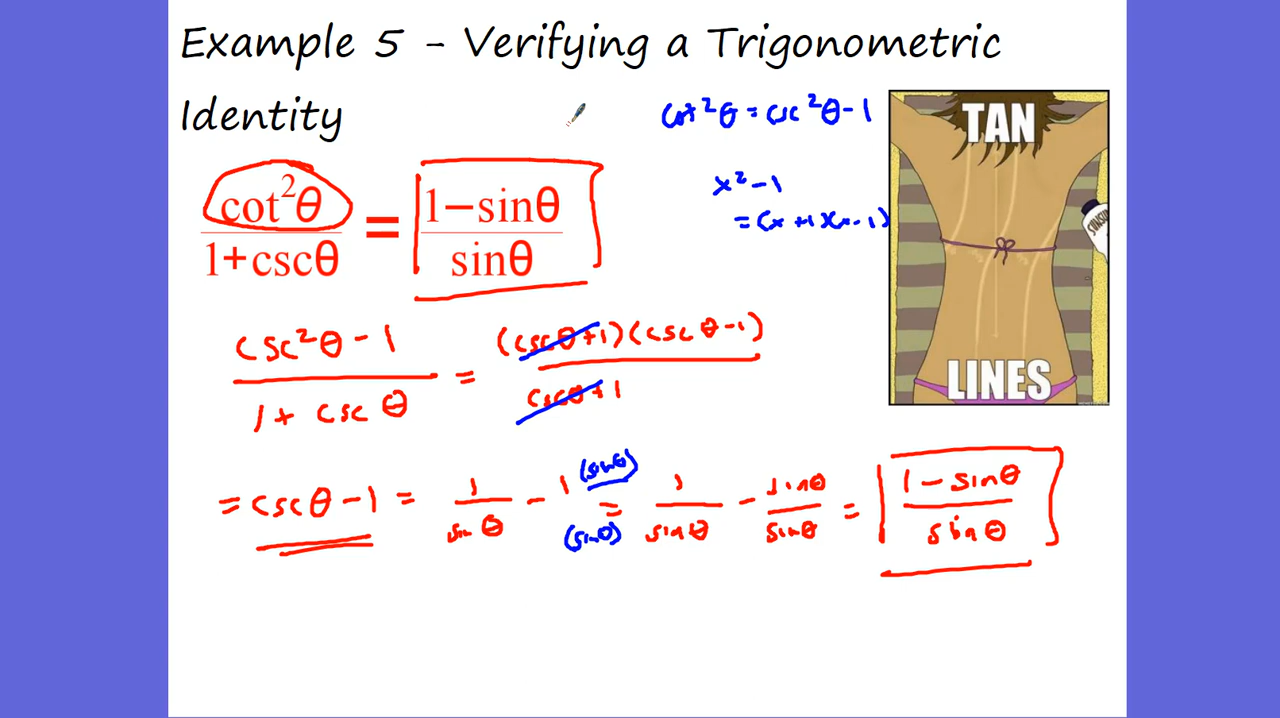 Example 5 - Verifying a Trigonometric
Identity
cot²θ = csc²θ - 1
x² - 1
= (x + 1)(x - 1)
cot²θ / 1+cscθ = 1−sinθ / sinθ
csc²θ - 1 / 1 + csc θ = (cscθ+1)(cscθ-1) / cscθ+1
= cscθ - 1 = 1 / sinθ - 1 (sinθ) / (sinθ) = 1 / sinθ - sinθ / sinθ = 1 - sinθ / sinθ
TAN
LINES